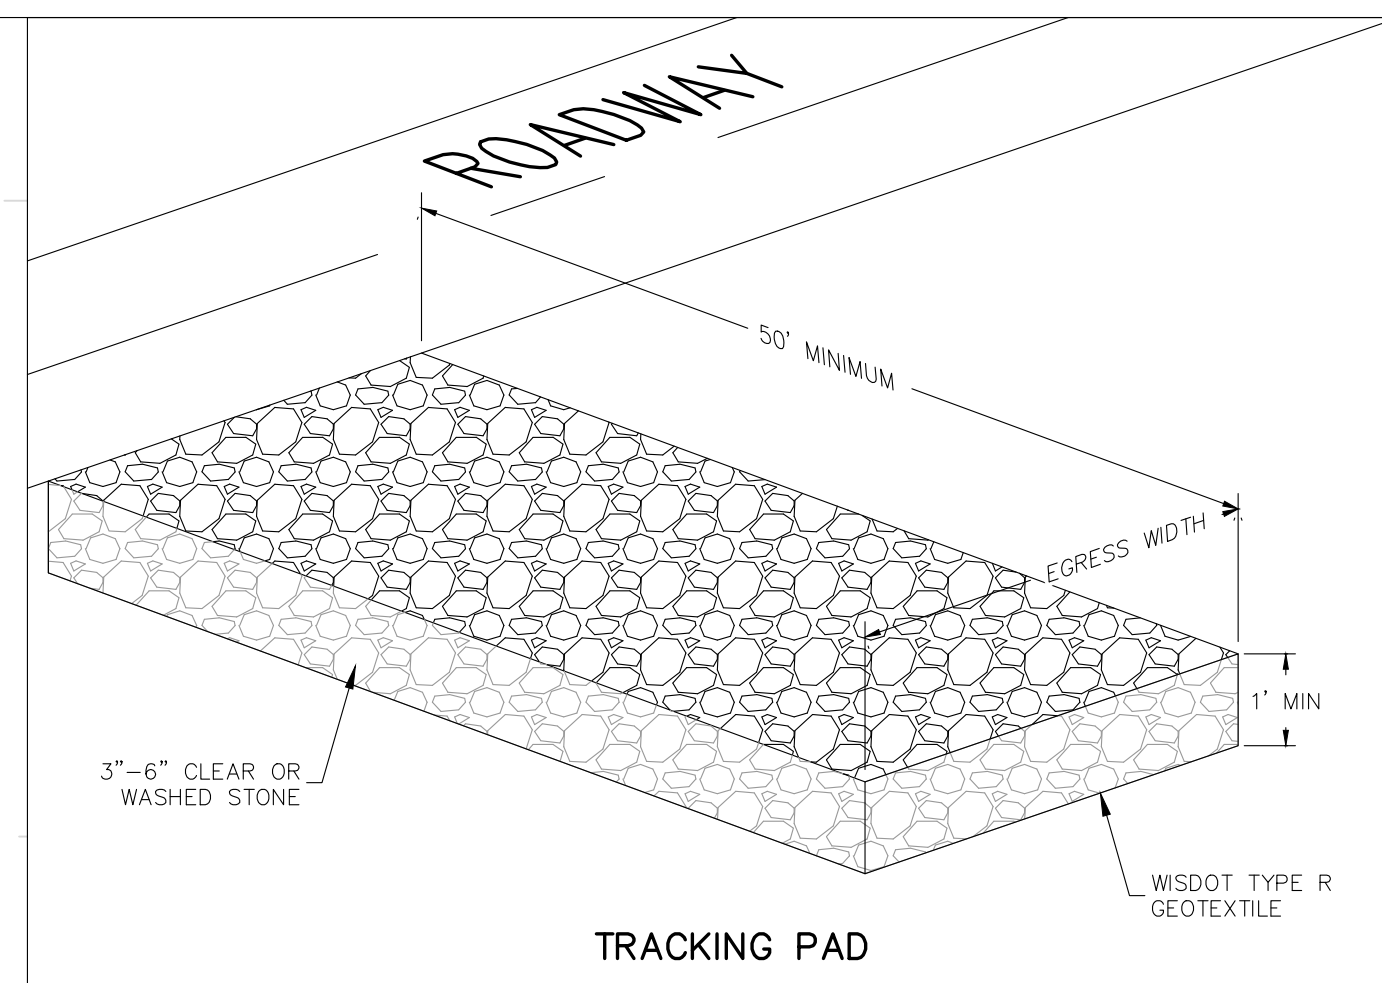 ROADWAY
50' MINIMUM
EGRESS WIDTH
1' MIN
3"-6" CLEAR OR
WASHED STONE
WISDOT TYPE R
GEOTEXTILE
TRACKING PAD